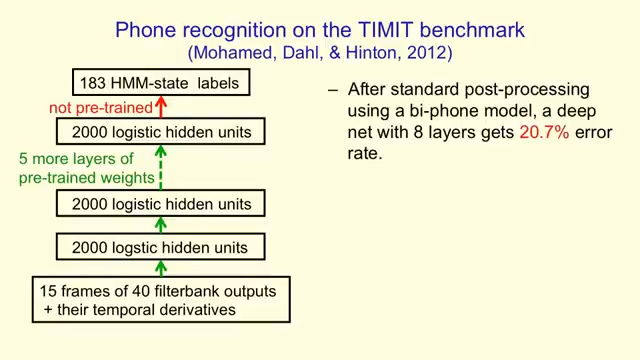 Phone recognition on the TIMIT benchmark
(Mohamed, Dahl, & Hinton, 2012)
183 HMM-state labels
not pre-trained
2000 logistic hidden units
5 more layers of
pre-trained weights
2000 logistic hidden units
2000 logstic hidden units
15 frames of 40 filterbank outputs
+ their temporal derivatives
– After standard post-processing
using a bi-phone model, a deep
net with 8 layers gets 20.7% error
rate.